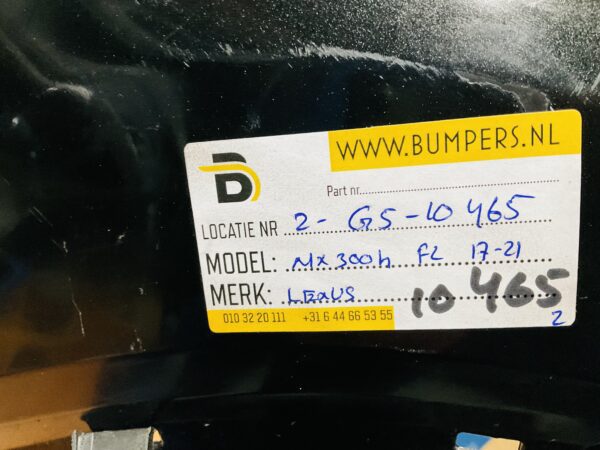 WWW.BUMPERS.NL
B
Part nr.
LOCATIE NR 2- G5-10465
MODEL: NX 300h FL 17-21
MERK: LEXUS
10465
010 32 20 111 +31 6 44 66 53 55
2